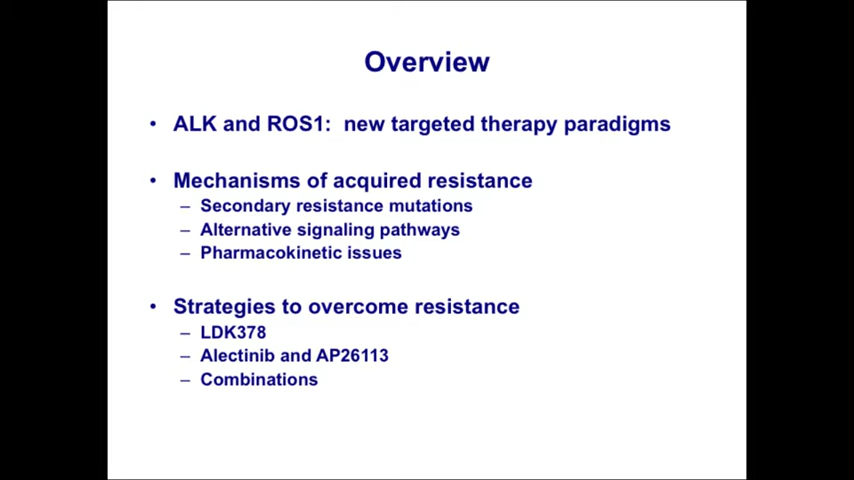 Overview
• ALK and ROS1: new targeted therapy paradigms
• Mechanisms of acquired resistance
– Secondary resistance mutations
– Alternative signaling pathways
– Pharmacokinetic issues
• Strategies to overcome resistance
– LDK378
– Alectinib and AP26113
– Combinations